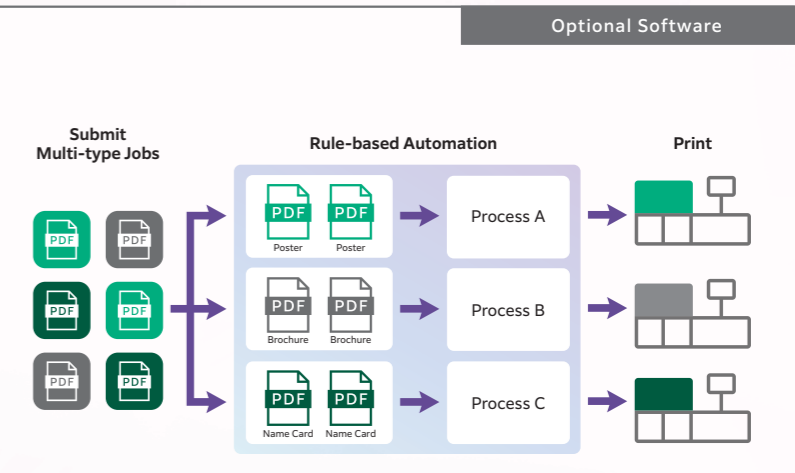 Optional Software
Submit
Multi-type Jobs
Rule-based Automation
Print
PDF PDF
PDF PDF
PDF PDF
PDF PDF
Poster Poster
Process A
PDF PDF
Brochure Brochure
Process B
PDF PDF
Name Card Name Card
Process C